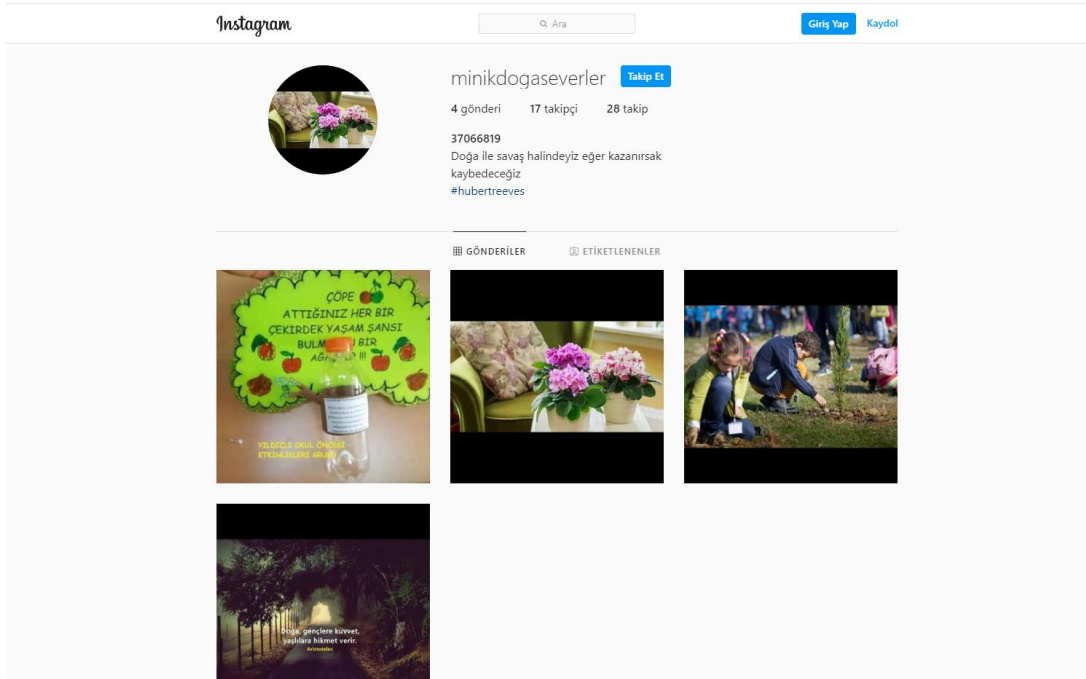 Instagram
Ara
Giriş Yap
Kaydol
minikdogaseverler
Takip Et
4 gönderi 17 takipçi 28 takip
37066819
Doğa ile savaş halindeyiz eğer kazanırsak
kaybedeceğiz
#hubertreeves
GÖNDERİLER
ETİKETLENENLER
ÇÖPE
ATTIĞINIZ HER BİR
ÇEKİRDEK YAŞAM ŞANSI
BİR
YILDIZLI OKUL ÖNCESİ
ETKİNLİKLERİ GRUBU
Doğa, gençlere kuvvet,
yaşlılara hikmet verir.
Aristoteles